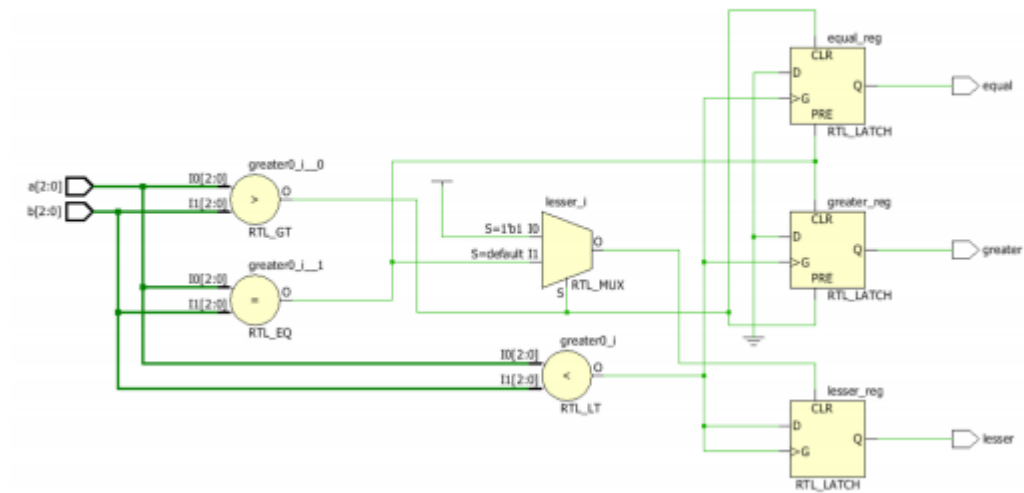 equal_reg
CLR
D
Q
equal
G
PRE
RTL_LATCH
greater0_i__0
a[2:0]
I0[2:0]
O
b[2:0]
I1[2:0]
>
RTL_GT
lesser_i
greater_reg
CLR
S=1'b1 I0
O
D
Q
greater
S=default I1
G
S
RTL_MUX
PRE
RTL_LATCH
greater0_i__1
I0[2:0]
O
I1[2:0]
=
RTL_EQ
greater0_i
I0[2:0]
O
I1[2:0]
<
RTL_LT
lesser_reg
CLR
D
Q
lesser
G
RTL_LATCH